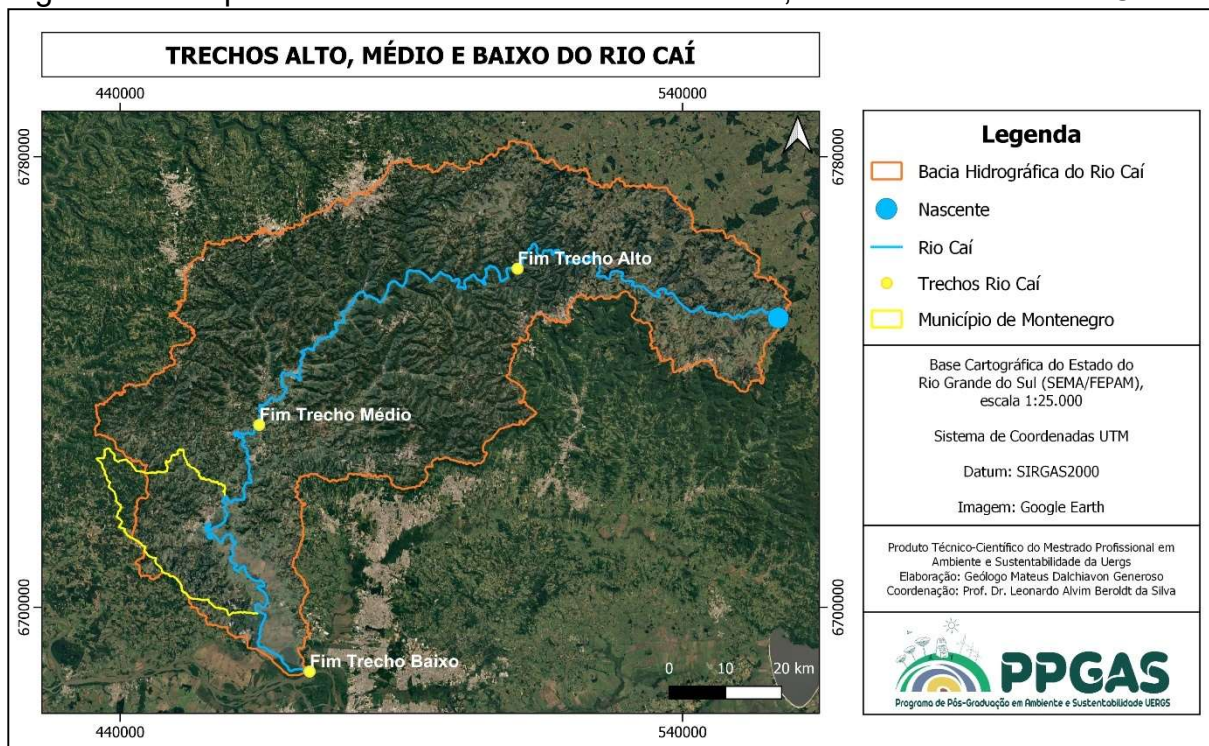 TRECHOS ALTO, MÉDIO E BAIXO DO RIO CAÍ
440000
540000
6780000
6780000
Fim Trecho Alto
Fim Trecho Médio
6700000
6700000
Fim Trecho Baixo
0 10 20 km
440000
540000
Legenda
Bacia Hidrográfica do Rio Caí
Nascente
Rio Caí
Trechos Rio Caí
Município de Montenegro
Base Cartográfica do Estado do
Rio Grande do Sul (SEMA/FEPAM),
escala 1:25.000
Sistema de Coordenadas UTM
Datum: SIRGAS2000
Imagem: Google Earth
Produto Técnico-Científico do Mestrado Profissional em
Ambiente e Sustentabilidade da Uergs
Elaboração: Geólogo Mateus Dalchiavon Generoso
Coordenação: Prof. Dr. Leonardo Alvim Beroldt da Silva
PPGAS
Programa de Pós-Graduação em Ambiente e Sustentabilidade UERGS